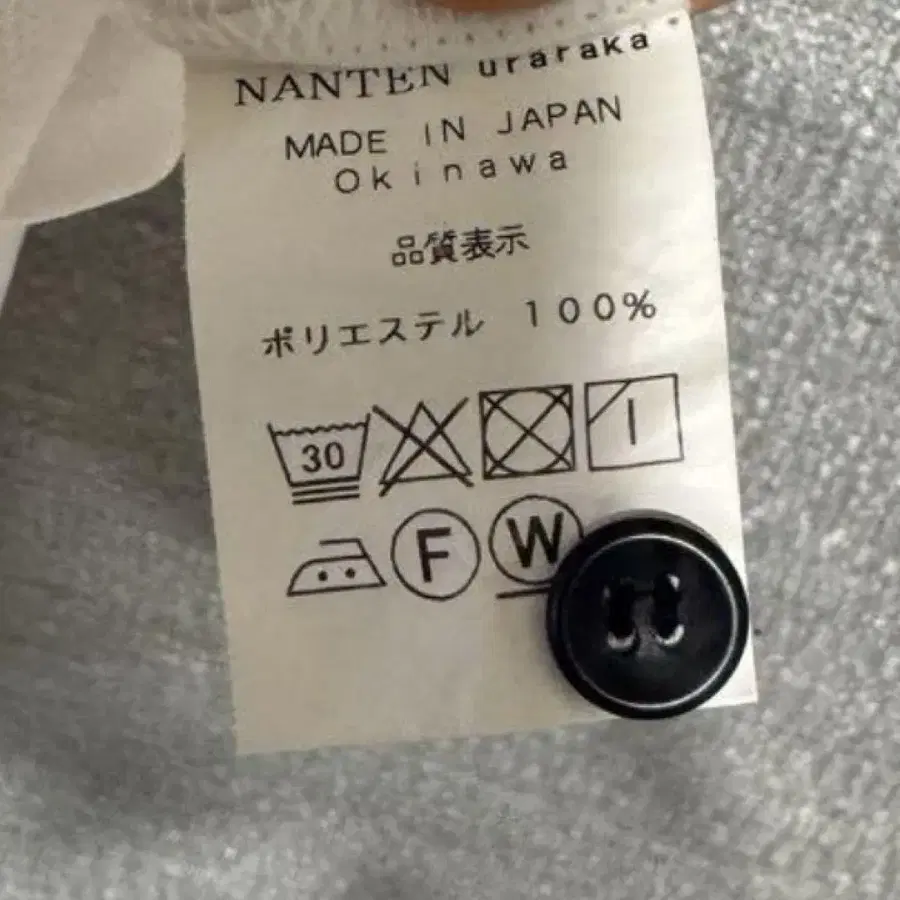 NANTEN uraraka
MADE IN JAPAN
Okinawa
品質表示
ポリエステル 100%
30
F W